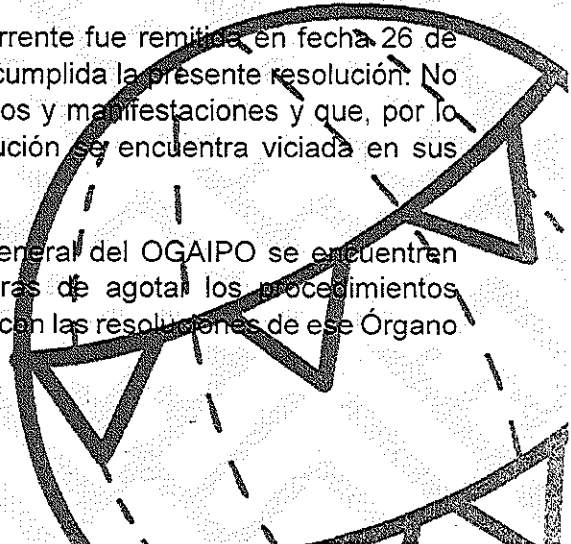 rrente fue remitida en fecha 26 de
cumplida la presente resolución. No
os y manifestaciones y que, por lo
ución se encuentra viciada en sus
eneral del OGAIPO se encuentren
ras de agotar los procedimientos
con las resoluciones de ese Órgano